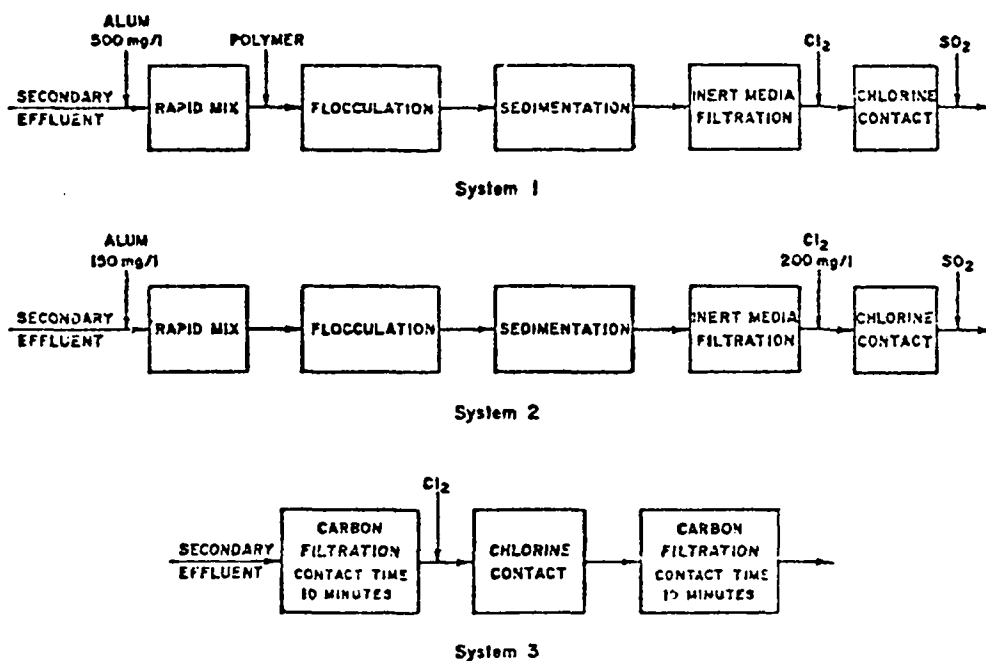 ALUM
500 mg/l
POLYMER
Cl₂
SO₂
SECONDARY
EFFLUENT
RAPID MIX
FLOCCULATION
SEDIMENTATION
INERT MEDIA
FILTRATION
CHLORINE
CONTACT
System 1
ALUM
150 mg/l
Cl₂
200 mg/l
SO₂
SECONDARY
EFFLUENT
RAPID MIX
FLOCCULATION
SEDIMENTATION
INERT MEDIA
FILTRATION
CHLORINE
CONTACT
System 2
Cl₂
SECONDARY
EFFLUENT
CARBON
FILTRATION
CONTACT TIME
10 MINUTES
CHLORINE
CONTACT
CARBON
FILTRATION
CONTACT TIME
MINUTES
System 3